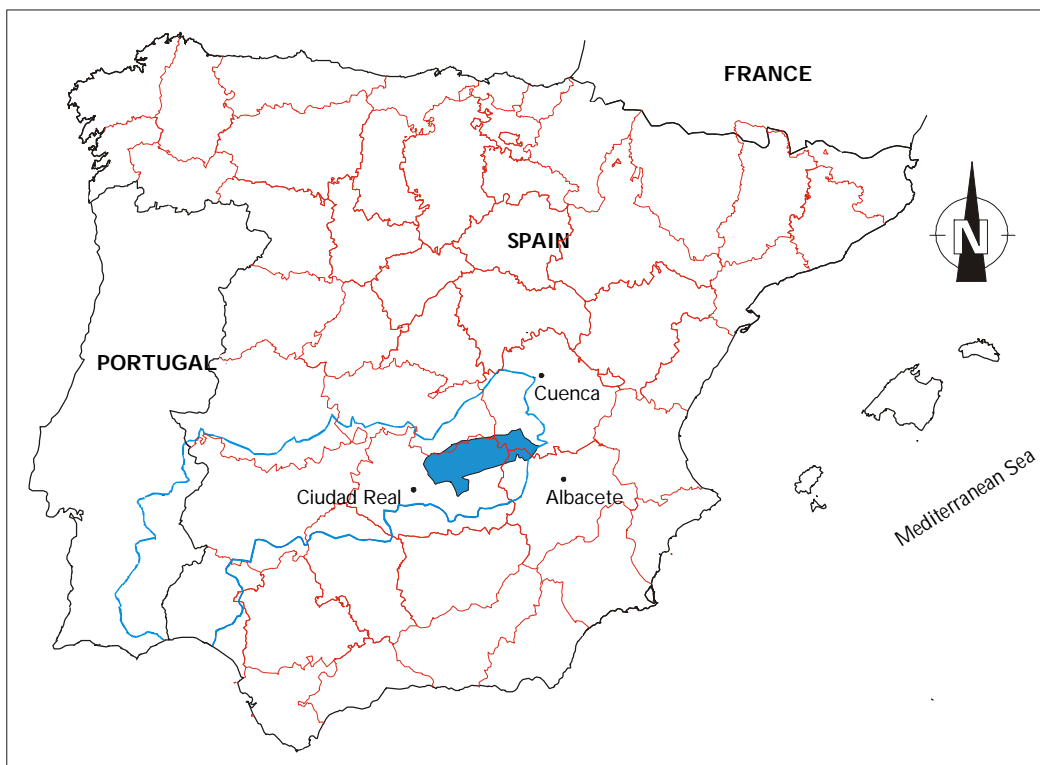 FRANCE
N
SPAIN
PORTUGAL
Cuenca
Ciudad Real
Albacete
Mediterranean Sea